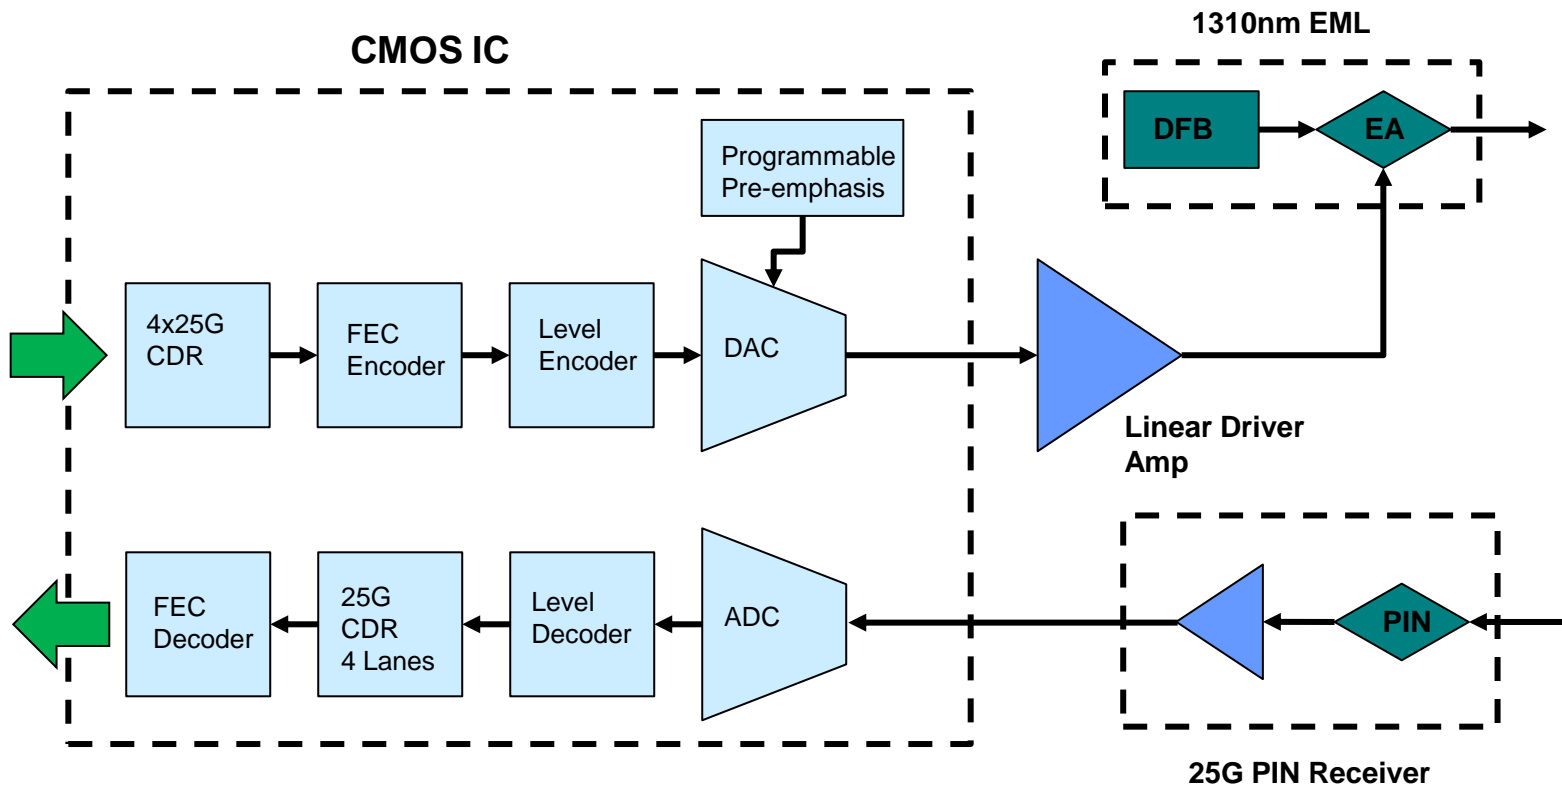 1310nm EML
CMOS IC
DFB
EA
Programmable
Pre-emphasis
4x25G
CDR
FEC
Encoder
Level
Encoder
DAC
Linear Driver
Amp
FEC
Decoder
25G
CDR
4 Lanes
Level
Decoder
ADC
PIN
25G PIN Receiver